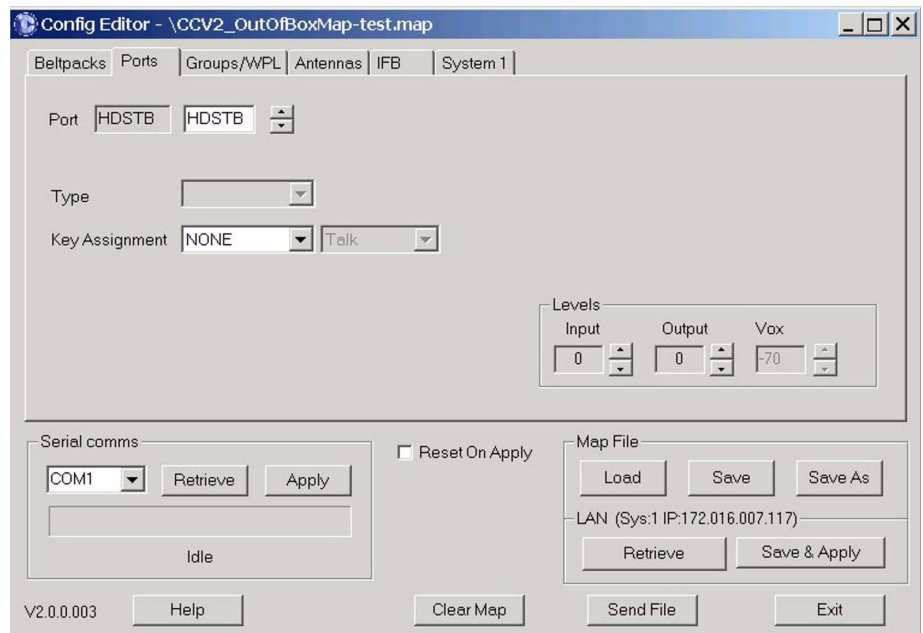 Config Editor - \CCV2_OutOfBoxMap-test.map
Beltpacks Ports Groups/WPL Antennas IFB System 1
Port HDSTB HDSTB
Type
Key Assignment NONE Talk
Levels
Input Output Vox
0 0 -70
Serial comms
COM1 Retrieve Apply
Idle
Reset On Apply
Map File
Load Save Save As
LAN (Sys:1 IP:172.016.007.117)
Retrieve Save & Apply
V2.0.0.003 Help Clear Map Send File Exit